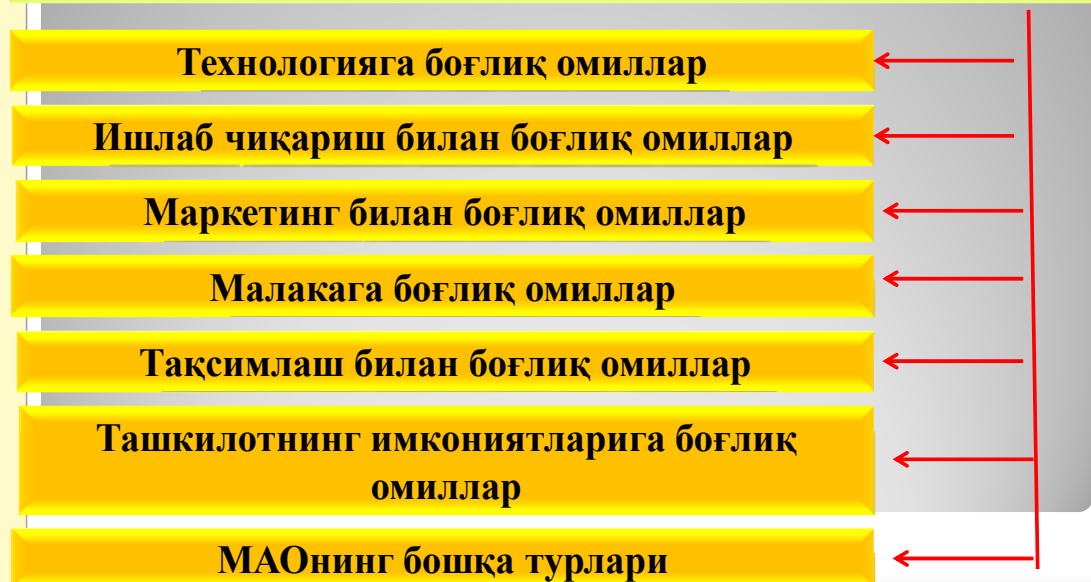 Технологияга боғлиқ омиллар
Ишлаб чиқариш билан боғлиқ омиллар
Маркетинг билан боғлиқ омиллар
Малакага боғлиқ омиллар
Тақсимлаш билан боғлиқ омиллар
Ташкилотнинг имкониятларига боғлиқ
омиллар
МАОнинг бошқа турлари